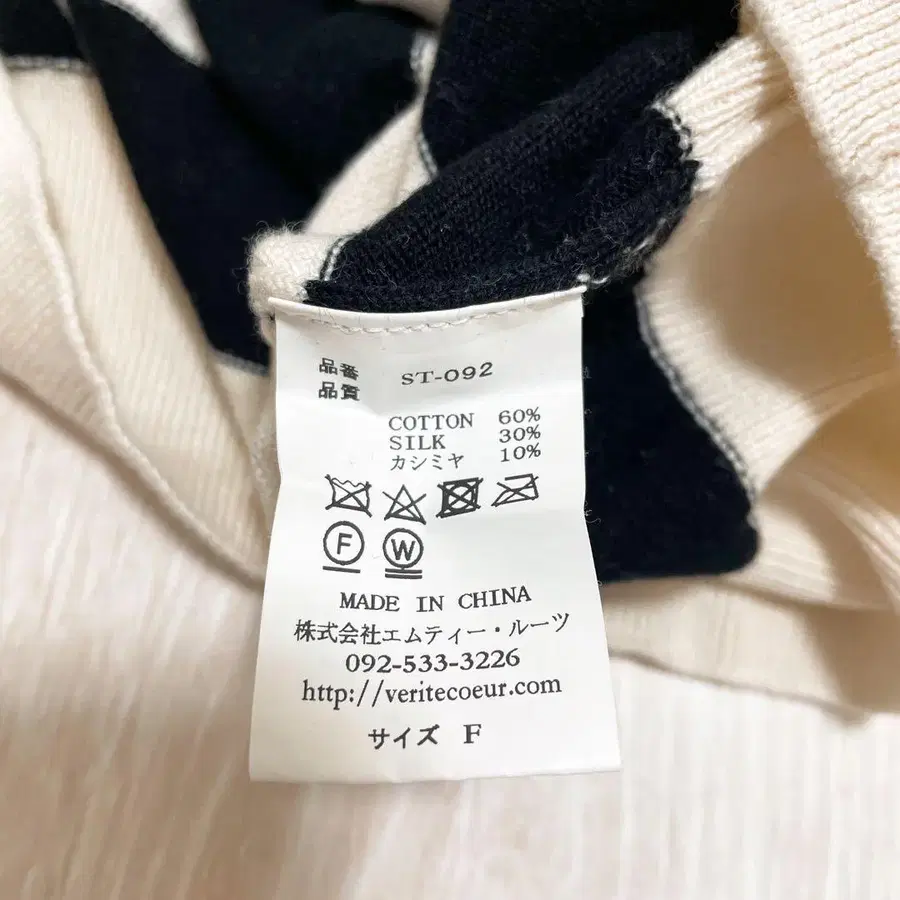 品番 ST-092
品質
COTTON 60%
SILK 30%
カシミヤ 10%
F W
MADE IN CHINA
株式会社エムティー・ルーツ
092-533-3226
http://veritecoeur.com
サイズ F